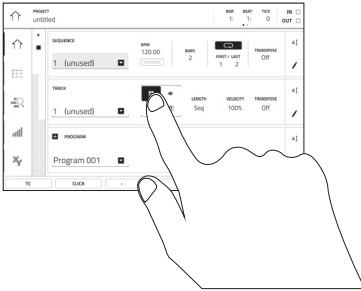 PROJECT
untitled
BAR BEAT TICK
1: 1: 0
IN
OUT
SEQUENCE
1 (unused)
BPM
120.00
BARS
2
FIRST / LAST
1 2
TRANSPOSE
Off
TRACK
1 (unused)
LENGTH
Seq
VELOCITY
100%
TRANSPOSE
Off
PROGRAM
Program 001
TC
CLICK
-